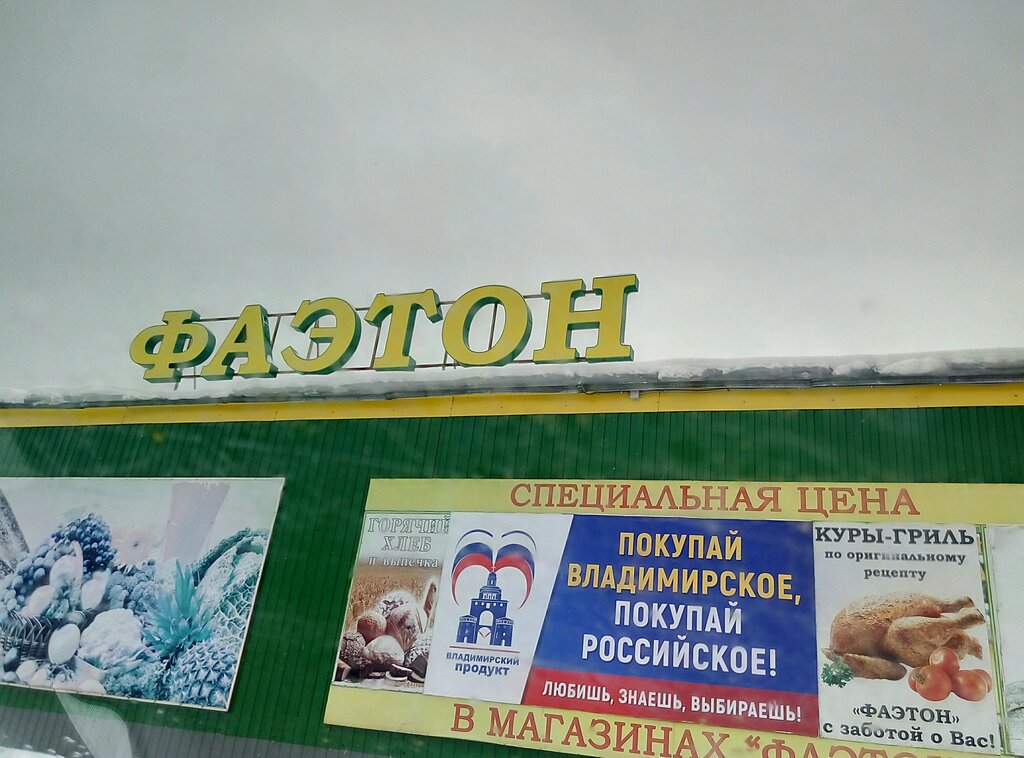 ФАЭТОН
СПЕЦИАЛЬНАЯ ЦЕНА
ГОРЯЧИЙ
ХЛЕБ
и выпечка
ВЛАДИМИРСКИЙ
продукт
ПОКУПАЙ
ВЛАДИМИРСКОЕ,
ПОКУПАЙ
РОССИЙСКОЕ!
ЛЮБИШЬ, ЗНАЕШЬ, ВЫБИРАЕШЬ!
КУРЫ-ГРИЛЬ
по оригинальному
рецепту
«ФАЭТОН»
с заботой о Вас!
В МАГАЗИНАХ "ФАЭТОН